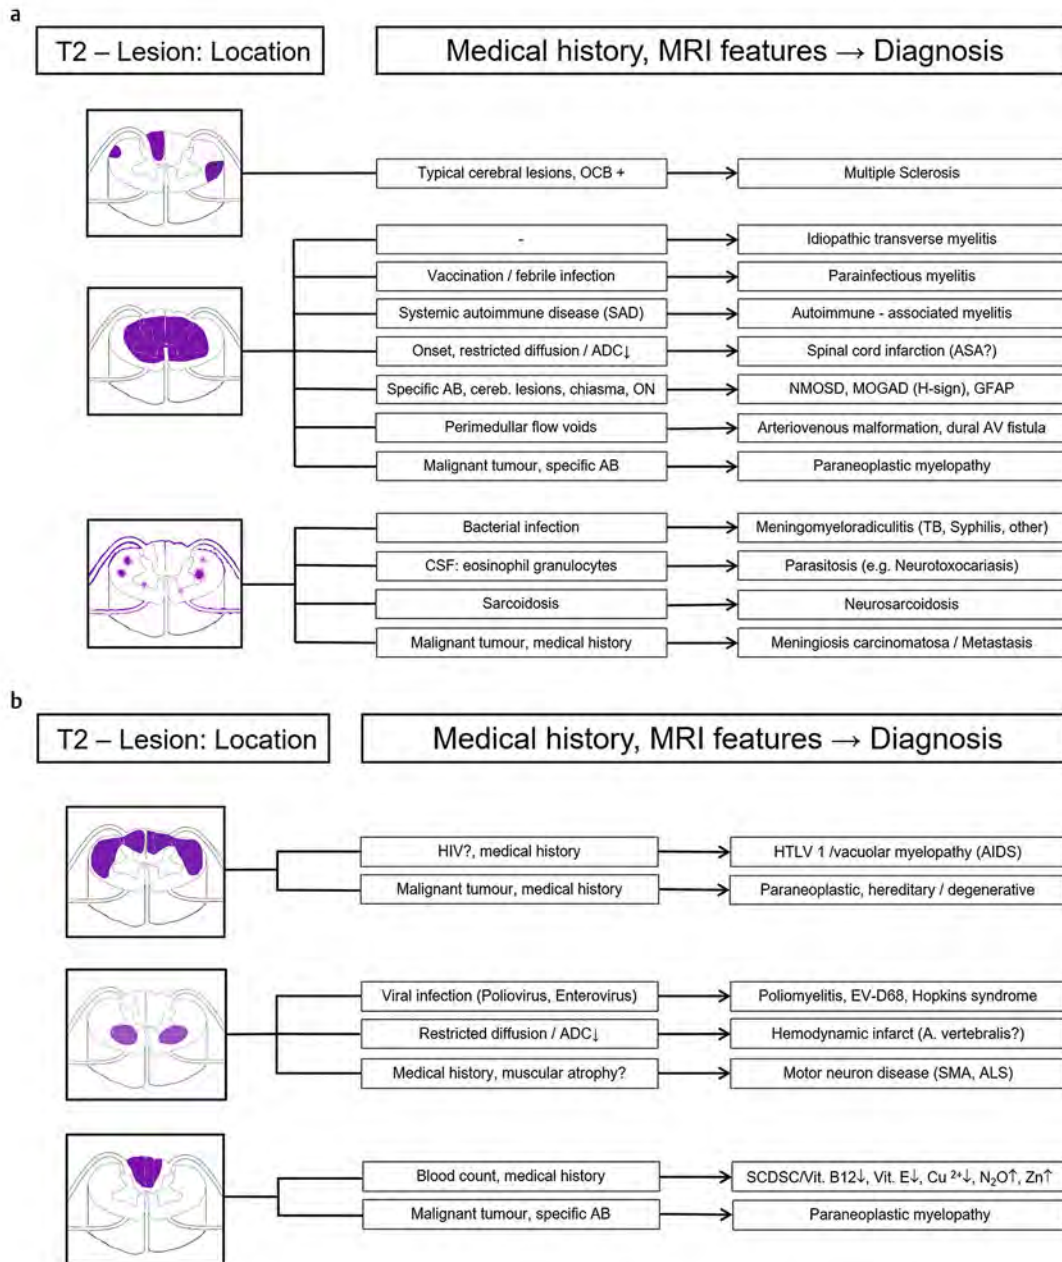 a
T2 – Lesion: Location
Medical history, MRI features → Diagnosis
Typical cerebral lesions, OCB +
Multiple Sclerosis
-
Idiopathic transverse myelitis
Vaccination / febrile infection
Parainfectious myelitis
Systemic autoimmune disease (SAD)
Autoimmune - associated myelitis
Onset, restricted diffusion / ADC↓
Spinal cord infarction (ASA?)
Specific AB, cereb. lesions, chiasma, ON
NMOSD, MOGAD (H-sign), GFAP
Perimedullar flow voids
Arteriovenous malformation, dural AV fistula
Malignant tumour, specific AB
Paraneoplastic myelopathy
Bacterial infection
Meningomyeloradiculitis (TB, Syphilis, other)
CSF: eosinophil granulocytes
Parasitosis (e.g. Neurotoxocariasis)
Sarcoidosis
Neurosarcoidosis
Malignant tumour, medical history
Meningiosis carcinomatosa / Metastasis
b
T2 – Lesion: Location
Medical history, MRI features → Diagnosis
HIV?, medical history
HTLV 1 /vacuolar myelopathy (AIDS)
Malignant tumour, medical history
Paraneoplastic, hereditary / degenerative
Viral infection (Poliovirus, Enterovirus)
Poliomyelitis, EV-D68, Hopkins syndrome
Restricted diffusion / ADC↓
Hemodynamic infarct (A. vertebralis?)
Medical history, muscular atrophy?
Motor neuron disease (SMA, ALS)
Blood count, medical history
SCDSC/Vit. B12↓, Vit. E↓, Cu ²⁺↓, N₂O↑, Zn↑
Malignant tumour, specific AB
Paraneoplastic myelopathy